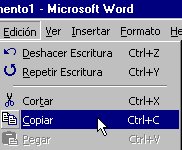 mento1 - Microsoft Word
Edición Ver Insertar Formato He
Deshacer Escritura Ctrl+Z
Repetir Escritura Ctrl+Y
Cortar Ctrl+X
Copiar Ctrl+C
Pegar Ctrl+V